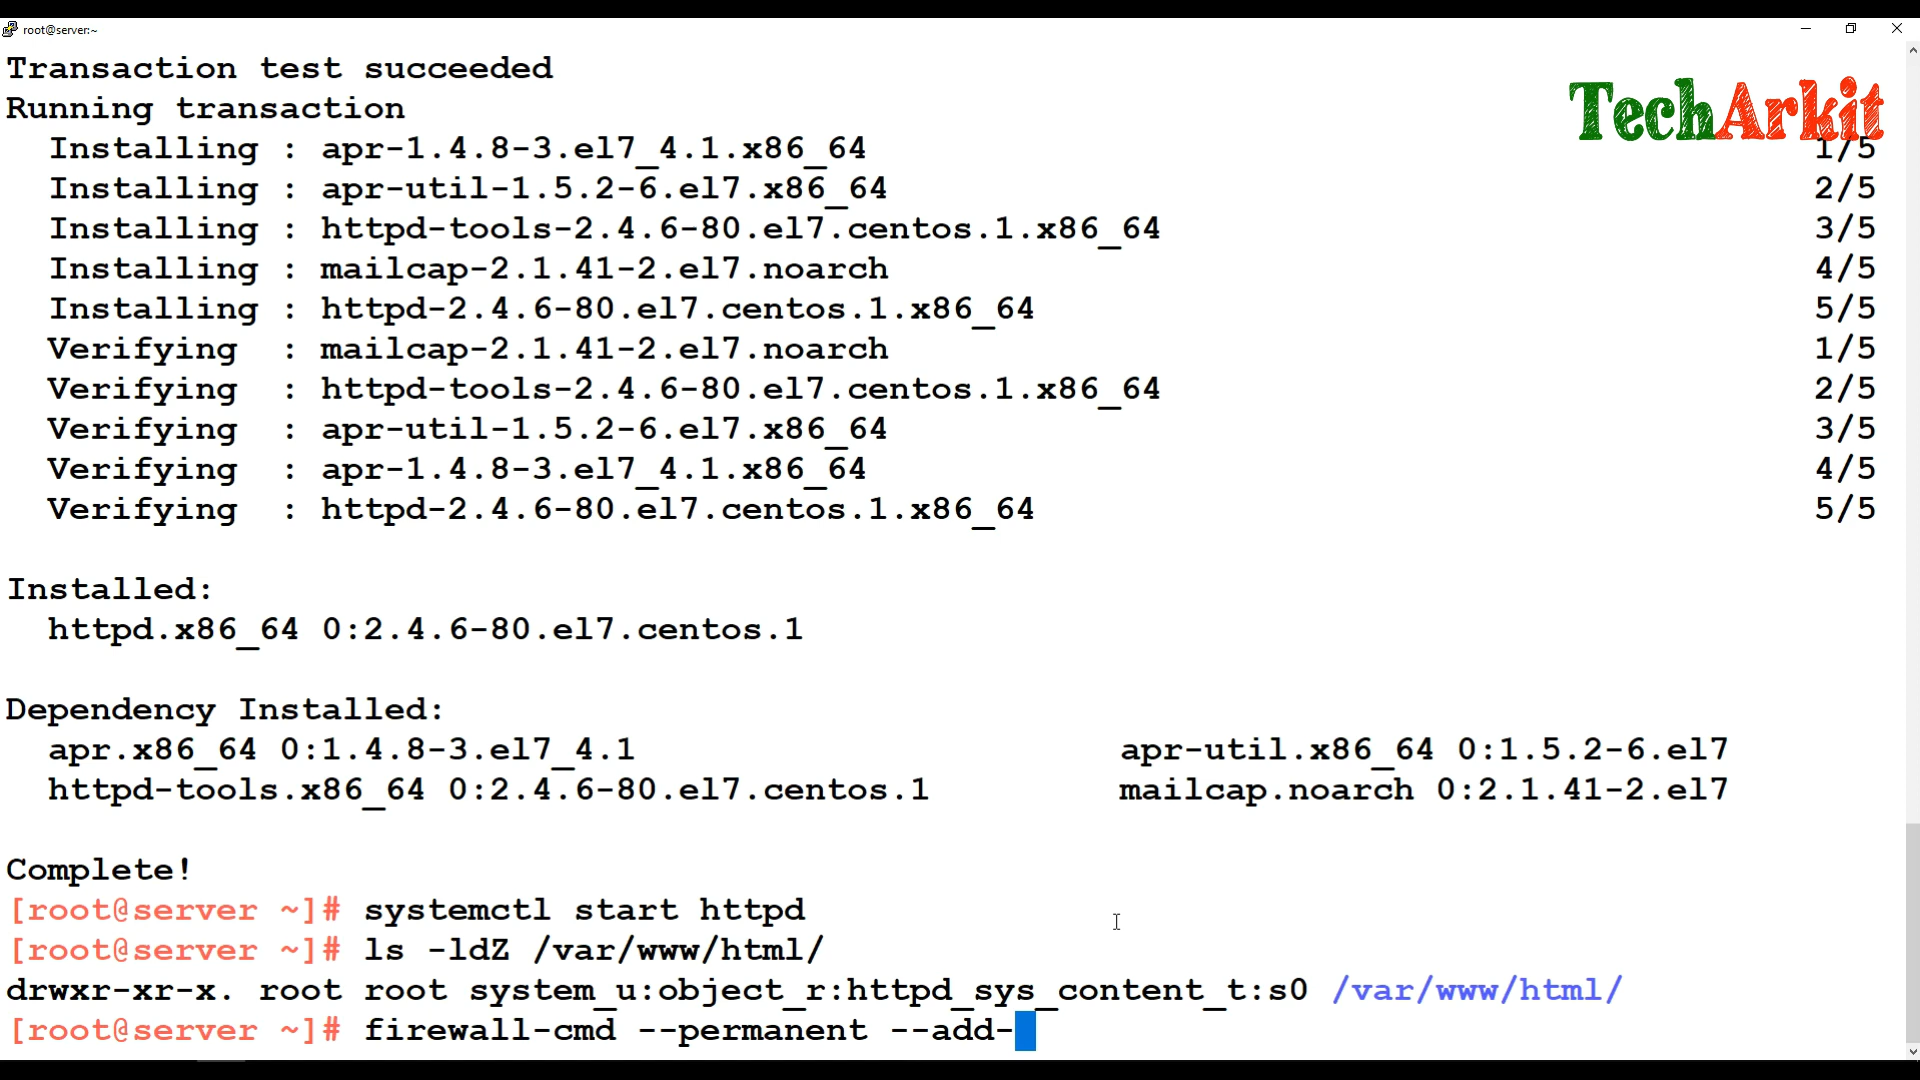 root@server:~
TechArkit
Transaction test succeeded
Running transaction
  Installing : apr-1.4.8-3.el7_4.1.x86_64 1/5
  Installing : apr-util-1.5.2-6.el7.x86_64 2/5
  Installing : httpd-tools-2.4.6-80.el7.centos.1.x86_64 3/5
  Installing : mailcap-2.1.41-2.el7.noarch 4/5
  Installing : httpd-2.4.6-80.el7.centos.1.x86_64 5/5
  Verifying  : mailcap-2.1.41-2.el7.noarch 1/5
  Verifying  : httpd-tools-2.4.6-80.el7.centos.1.x86_64 2/5
  Verifying  : apr-util-1.5.2-6.el7.x86_64 3/5
  Verifying  : apr-1.4.8-3.el7_4.1.x86_64 4/5
  Verifying  : httpd-2.4.6-80.el7.centos.1.x86_64 5/5
Installed:
  httpd.x86_64 0:2.4.6-80.el7.centos.1
Dependency Installed:
  apr.x86_64 0:1.4.8-3.el7_4.1 apr-util.x86_64 0:1.5.2-6.el7
  httpd-tools.x86_64 0:2.4.6-80.el7.centos.1 mailcap.noarch 0:2.1.41-2.el7
Complete!
[root@server ~]# systemctl start httpd
[root@server ~]# ls -ldZ /var/www/html/
drwxr-xr-x. root root system_u:object_r:httpd_sys_content_t:s0 /var/www/html/
[root@server ~]# firewall-cmd --permanent --add-